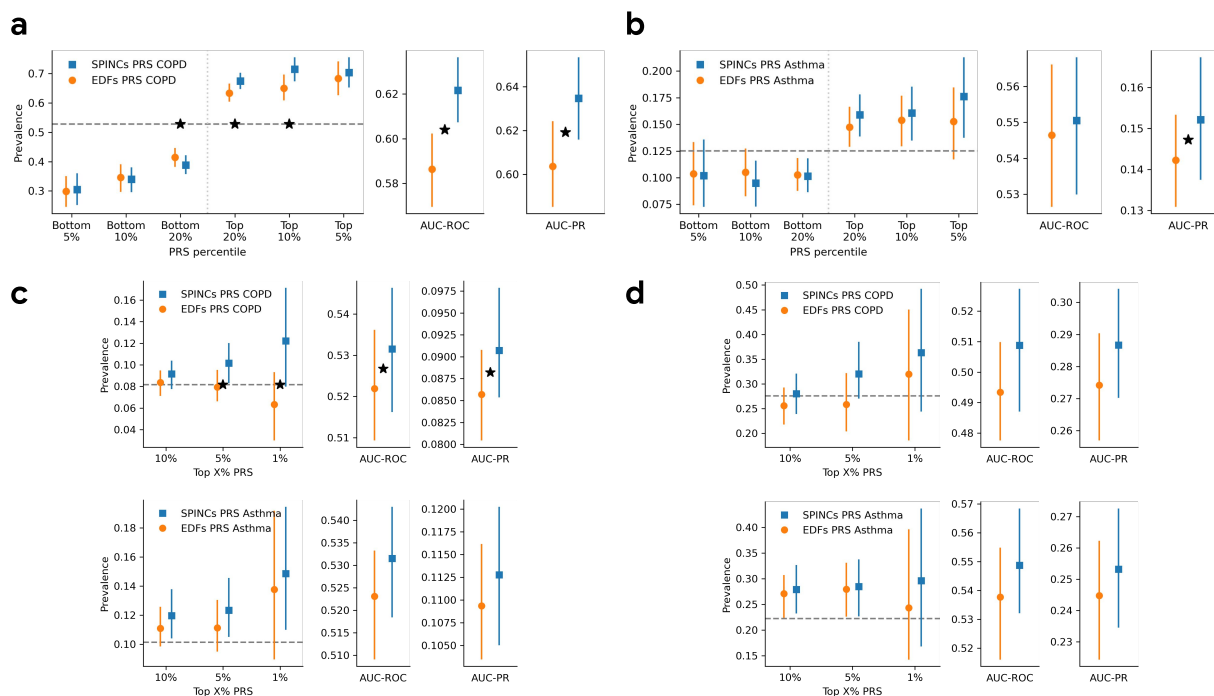 a
SPINCs PRS COPD
EDFs PRS COPD
Prevalence
0.7
0.6
0.5
0.4
0.3
Bottom 5%
Bottom 10%
Bottom 20%
Top 20%
Top 10%
Top 5%
PRS percentile
0.62
0.60
0.58
AUC-ROC
0.64
0.62
0.60
AUC-PR
b
SPINCs PRS Asthma
EDFs PRS Asthma
Prevalence
0.200
0.175
0.150
0.125
0.100
0.075
Bottom 5%
Bottom 10%
Bottom 20%
Top 20%
Top 10%
Top 5%
PRS percentile
0.56
0.55
0.54
0.53
AUC-ROC
0.16
0.15
0.14
0.13
AUC-PR
c
SPINCs PRS COPD
EDFs PRS COPD
Prevalence
0.16
0.14
0.12
0.10
0.08
0.06
0.04
10%
5%
1%
Top X% PRS
0.54
0.53
0.52
0.51
AUC-ROC
0.0975
0.0950
0.0925
0.0900
0.0875
0.0850
0.0825
0.0800
AUC-PR
SPINCs PRS Asthma
EDFs PRS Asthma
Prevalence
0.18
0.16
0.14
0.12
0.10
10%
5%
1%
Top X% PRS
0.540
0.535
0.530
0.525
0.520
0.515
0.510
AUC-ROC
0.1200
0.1175
0.1150
0.1125
0.1100
0.1075
0.1050
AUC-PR
d
SPINCs PRS COPD
EDFs PRS COPD
Prevalence
0.50
0.45
0.40
0.35
0.30
0.25
0.20
10%
5%
1%
Top X% PRS
0.52
0.51
0.50
0.49
0.48
AUC-ROC
0.30
0.29
0.28
0.27
0.26
AUC-PR
SPINCs PRS Asthma
EDFs PRS Asthma
Prevalence
0.40
0.35
0.30
0.25
0.20
0.15
10%
5%
1%
Top X% PRS
0.57
0.56
0.55
0.54
0.53
0.52
AUC-ROC
0.27
0.26
0.25
0.24
0.23
AUC-PR